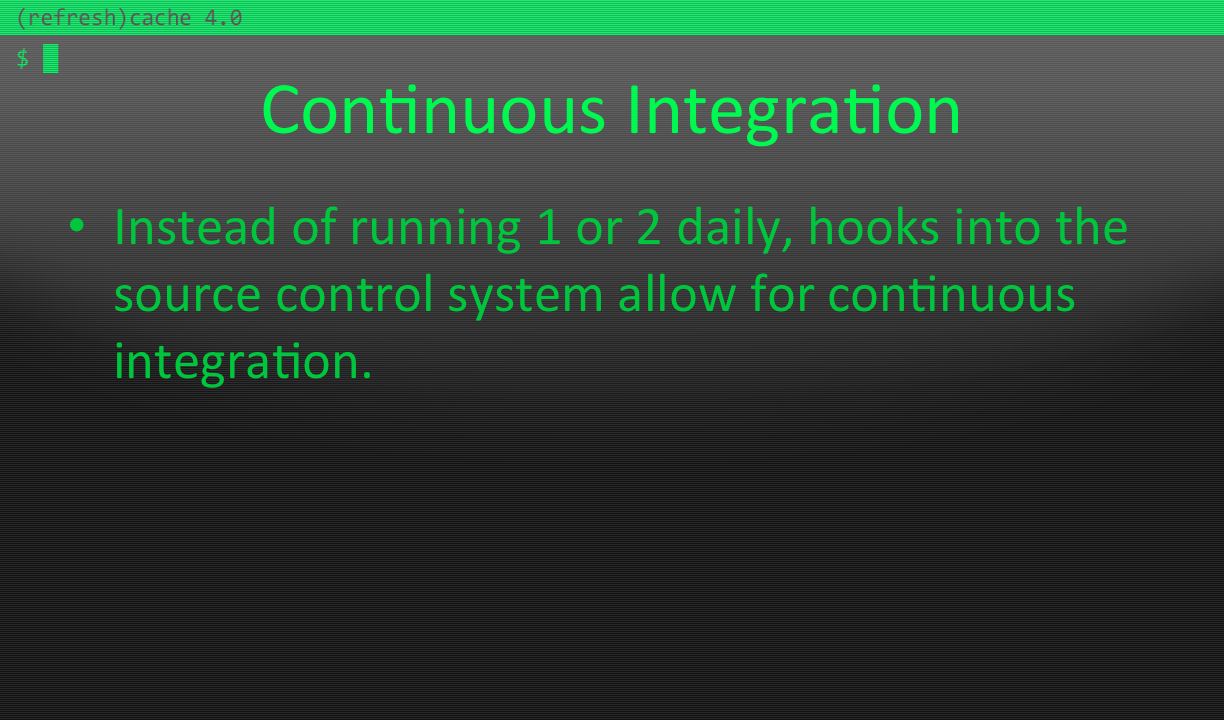 (refresh)cache 4.0
$
Continuous Integration
• Instead of running 1 or 2 daily, hooks into the
source control system allow for continuous
integration.